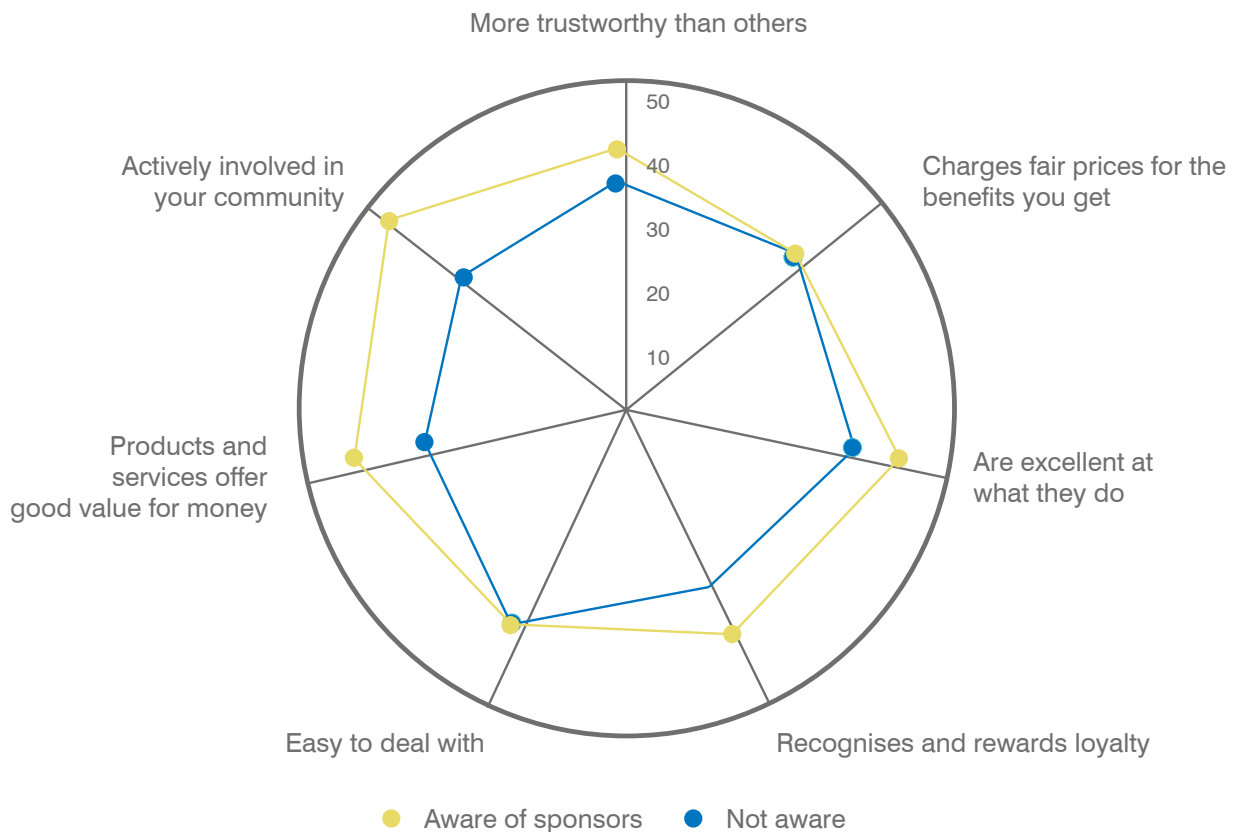 More trustworthy than others
50
Actively involved in
your community
40
Charges fair prices for the
benefits you get
30
20
10
Products and
services offer
good value for money
Are excellent at
what they do
Easy to deal with
Recognises and rewards loyalty
Aware of sponsors
Not aware